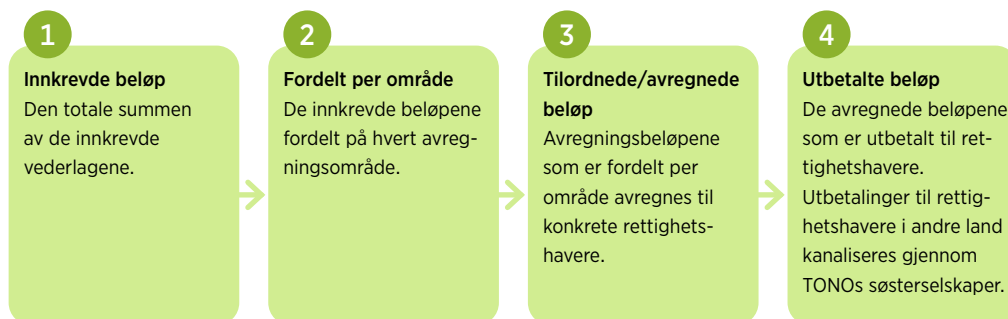 1
Innkrevde beløp
Den totale summen
av de innkrevde
vederlagene.
2
Fordelt per område
De innkrevde beløpene
fordelt på hvert avreg-
ningsområde.
3
Tilordnede/avregnede
beløp
Avregningsbeløpene
som er fordelt per
område avregnes til
konkrete rettighets-
havere.
4
Utbetalte beløp
De avregnede beløpene
som er utbetalt til ret-
tighetshavere.
Utbetalinger til rettig-
hetshavere i andre land
kanaliseres gjennom
TONOs søsterselskaper.